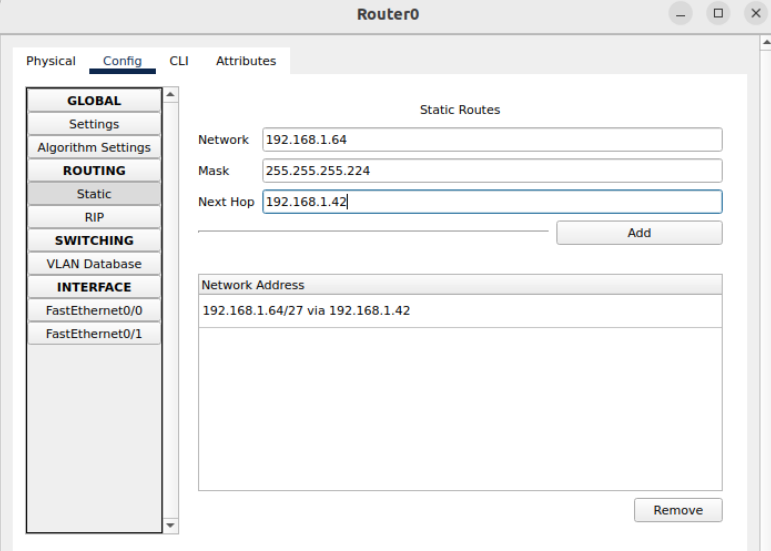 Router0
Physical Config CLI Attributes
GLOBAL
Settings
Algorithm Settings
ROUTING
Static
RIP
SWITCHING
VLAN Database
INTERFACE
FastEthernet0/0
FastEthernet0/1
Static Routes
Network 192.168.1.64
Mask 255.255.255.224
Next Hop 192.168.1.42
Add
Network Address
192.168.1.64/27 via 192.168.1.42
Remove